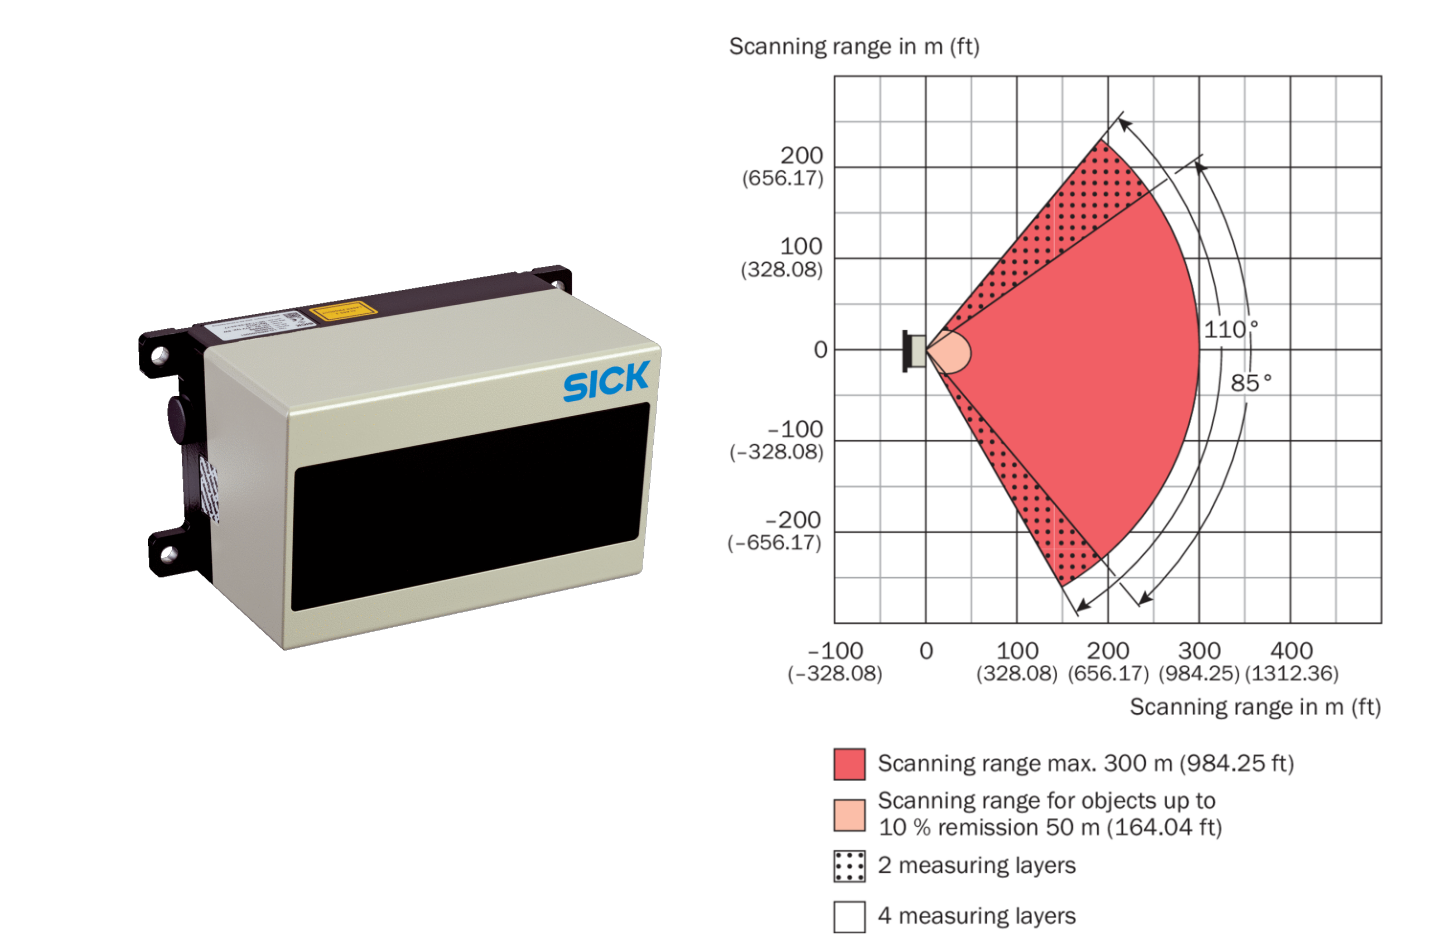 SICK
Scanning range in m (ft)
200
(656.17)
100
(328.08)
0
–100
(–328.08)
–200
(–656.17)
110°
85°
–100 0 100 200 300 400
(–328.08) (328.08) (656.17) (984.25) (1312.36)
Scanning range in m (ft)
Scanning range max. 300 m (984.25 ft)
Scanning range for objects up to
10 % remission 50 m (164.04 ft)
2 measuring layers
4 measuring layers